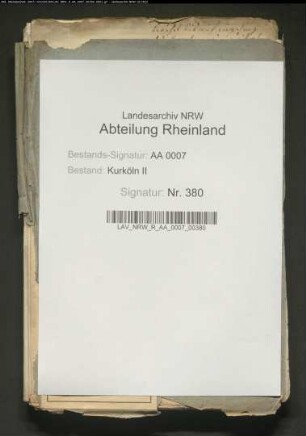 Landesarchiv NRW
Abteilung Rheinland
Bestands-Signatur: AA 0007
Bestand: Kurköln II
Signatur: Nr. 380
LAV_NRW_R_AA_0007_00380